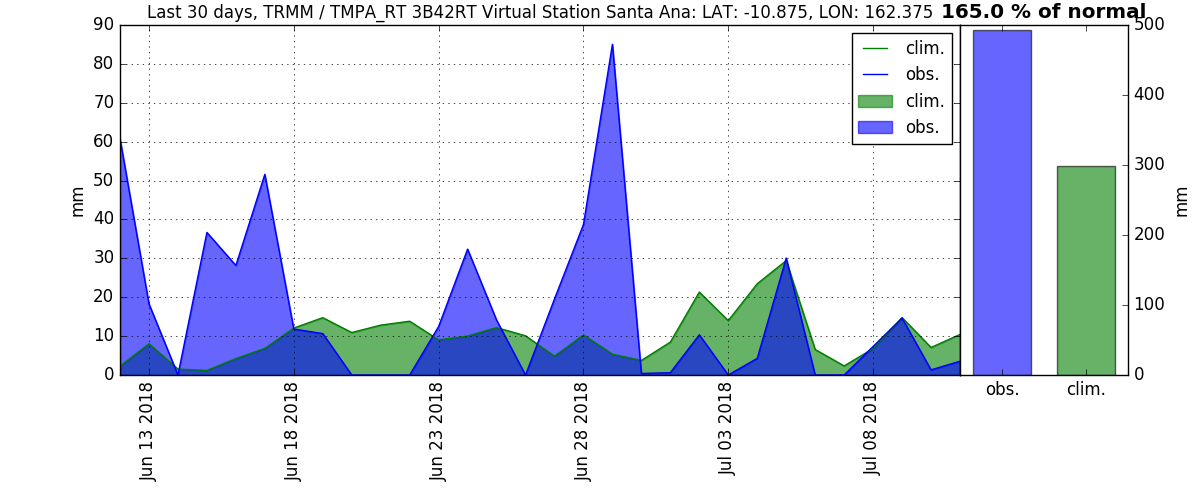 Last 30 days, TRMM / TMPA_RT 3B42RT Virtual Station Santa Ana: LAT: -10.875, LON: 162.375 165.0 % of normal
90
80
70
60
50
40
30
20
10
0
mm
clim.
obs.
clim.
obs.
Jun 13 2018
Jun 18 2018
Jun 23 2018
Jun 28 2018
Jul 03 2018
Jul 08 2018
500
400
300
200
100
0
mm
obs. clim.